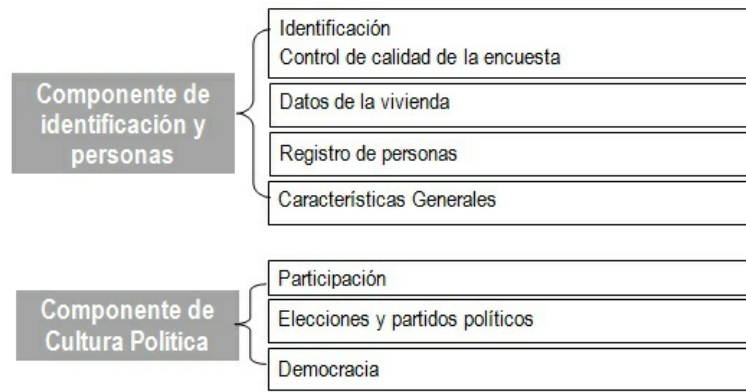 Componente de
identificación y
personas
Identificación
Control de calidad de la encuesta
Datos de la vivienda
Registro de personas
Características Generales
Componente de
Cultura Política
Participación
Elecciones y partidos políticos
Democracia